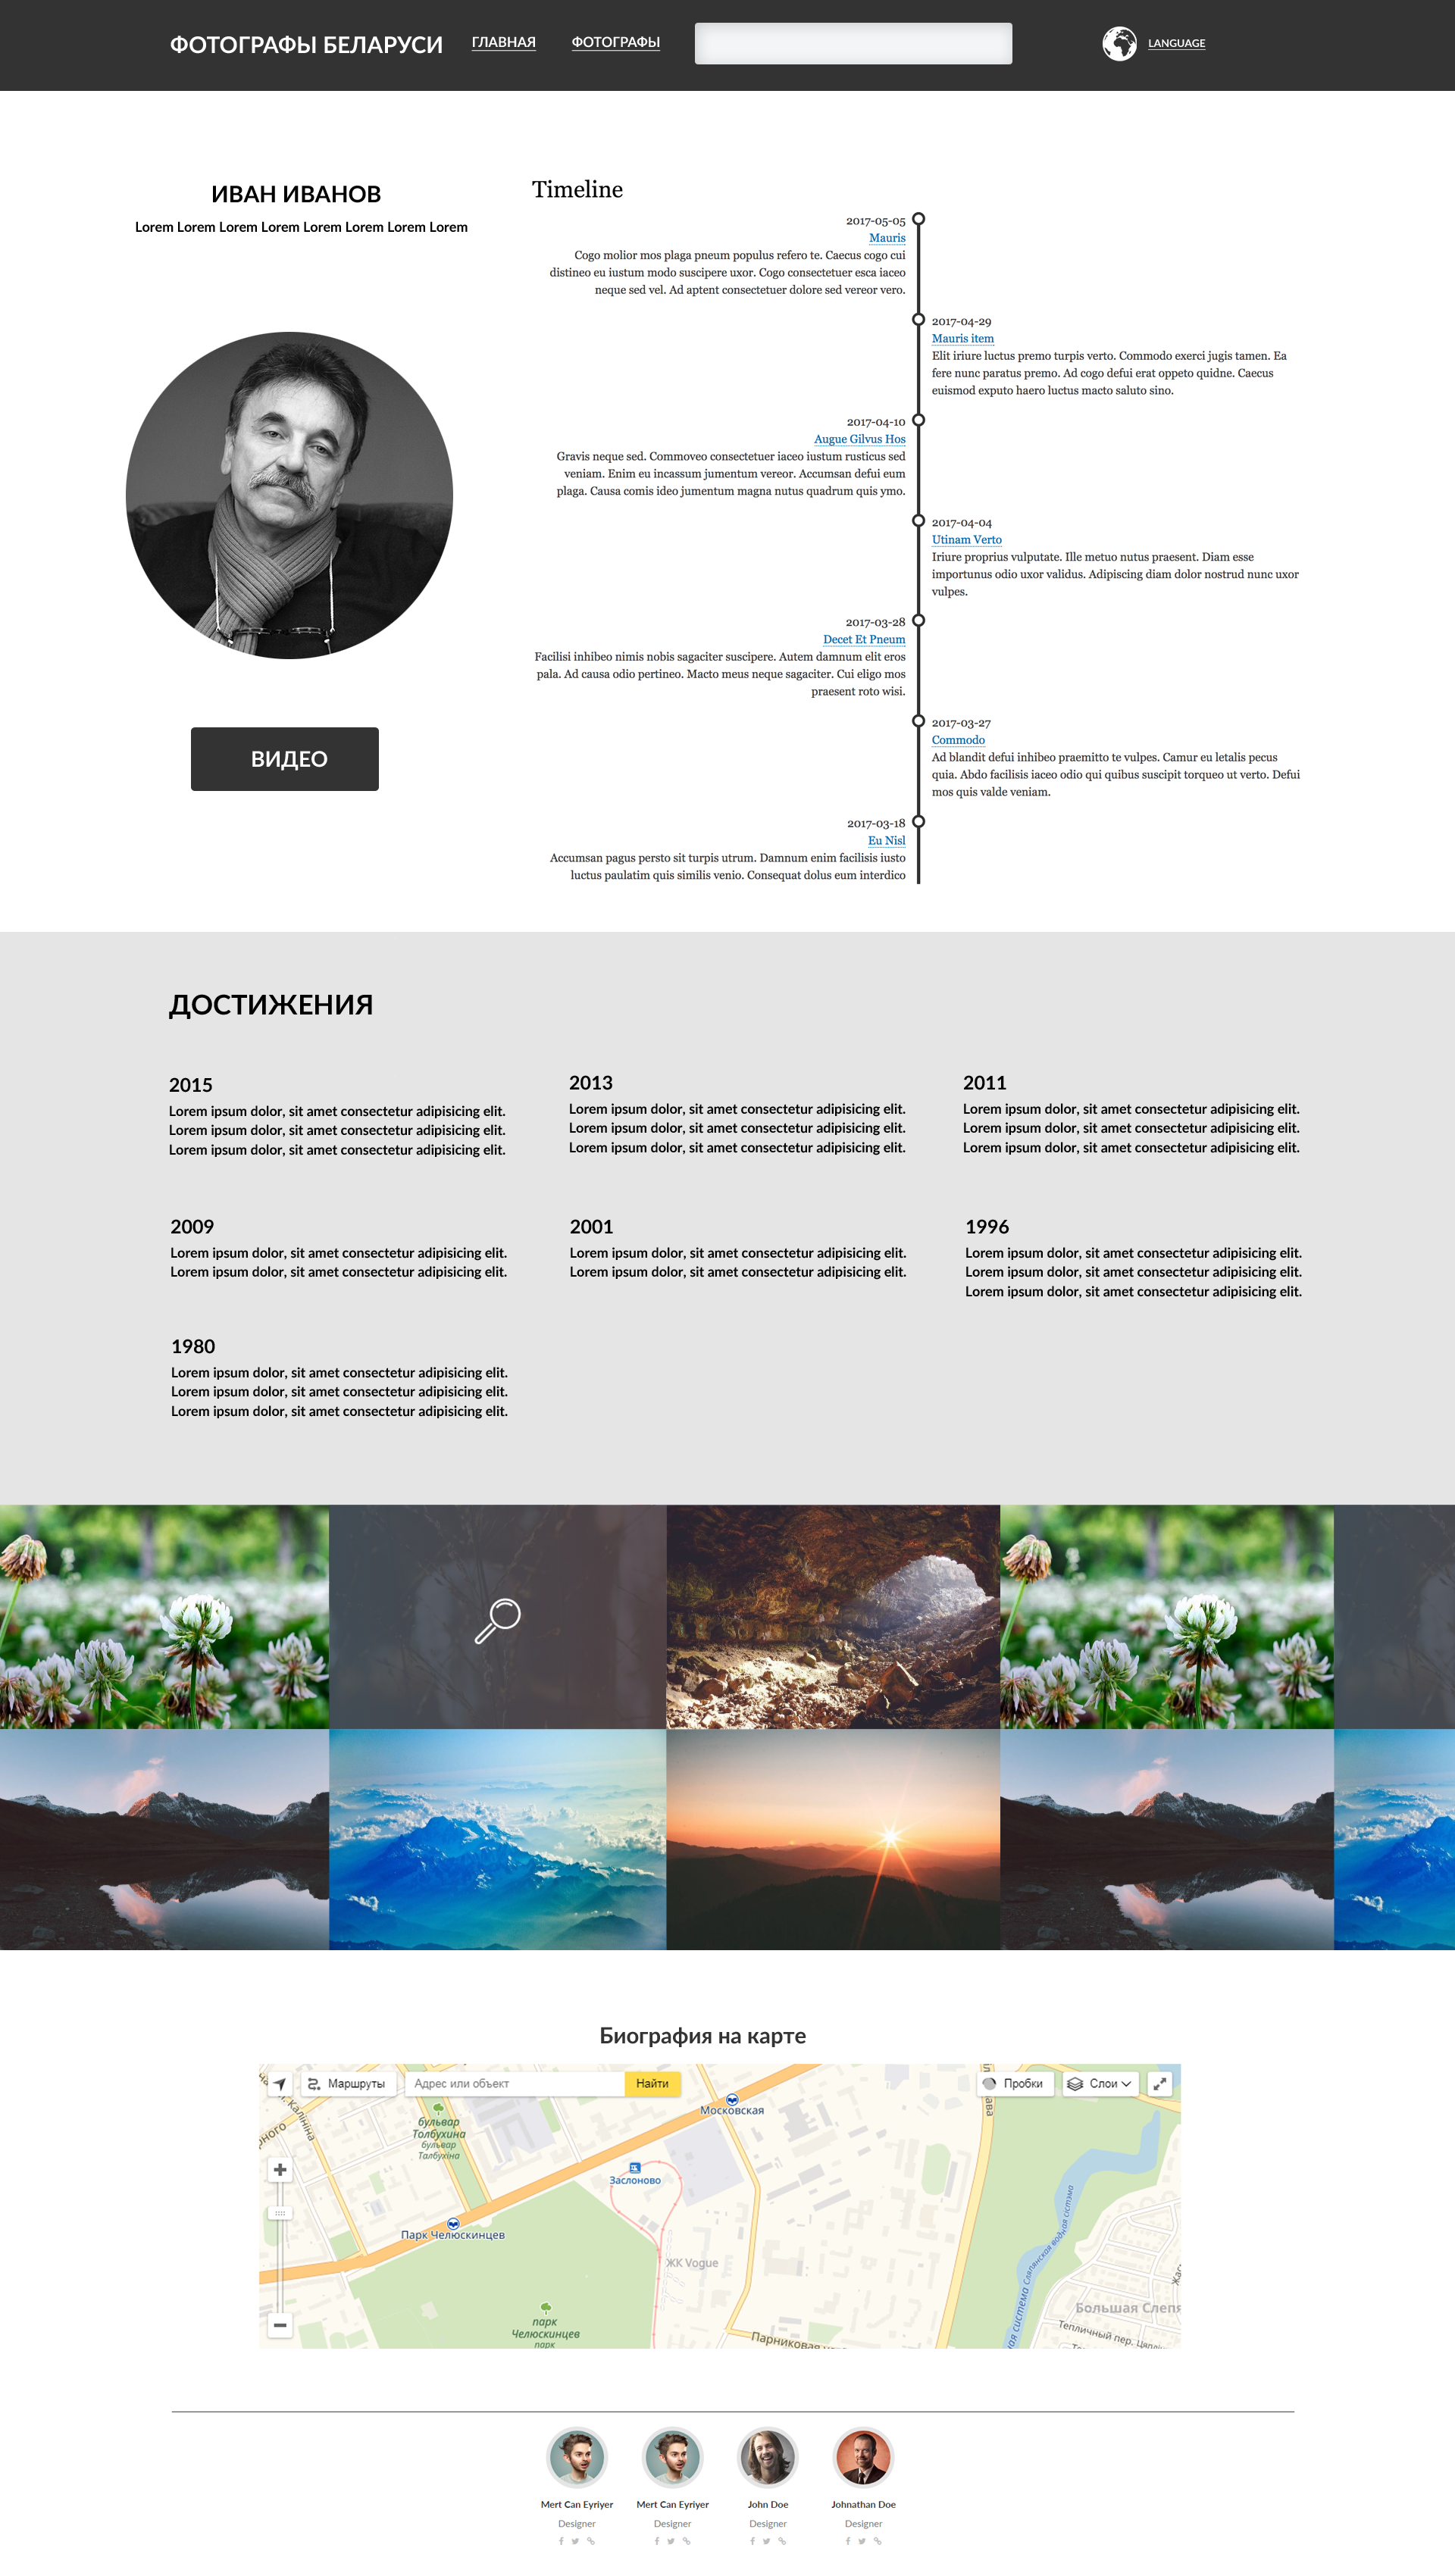 ФОТОГРАФЫ БЕЛАРУСИ
ГЛАВНАЯ
ФОТОГРАФЫ
LANGUAGE
ИВАН ИВАНОВ
Lorem Lorem Lorem Lorem Lorem Lorem Lorem Lorem
ВИДЕО
Timeline
2017-05-05
Mauris
Cogo molior mos plaga pneum populus refero te. Caecus cogo cui
distineo eu iustum modo suscipere uxor. Cogo consectetuer esca iaceo
neque sed vel. Ad aptent consectetuer dolore sed vereor vero.
2017-04-29
Mauris item
Elit iriure luctus premo turpis verto. Commodo exerci jugis tamen. Ea
fere nunc paratus premo. Ad cogo defui erat oppeto quidne. Caecus
euismod exputo haero luctus macto saluto sino.
2017-04-10
Augue Gilvus Hos
Gravis neque sed. Commoveo consectetuer iaceo iustum rusticus sed
veniam. Enim eu incassum jumentum vereor. Accumsan defui eum
plaga. Causa comis ideo jumentum magna nutus quadrum quis ymo.
2017-04-04
Utinam Verto
Iriure proprius vulputate. Ille metuo nutus praesent. Diam esse
importunus odio uxor validus. Adipiscing diam dolor nostrud nunc uxor
vulpes.
2017-03-28
Decet Et Pneum
Facilisi inhibeo nimis nobis sagaciter suscipere. Autem damnum elit eros
pala. Ad causa odio pertineo. Macto meus neque sagaciter. Cui eligo mos
praesent roto wisi.
2017-03-27
Commodo
Ad blandit defui inhibeo praemitto te vulpes. Camur eu letalis pecus
quia. Abdo facilisis iaceo odio qui quibus suscipit torqueo ut verto. Defui
mos quis valde veniam.
2017-03-18
Eu Nisl
Accumsan pagus persto sit turpis utrum. Damnum enim facilisis iusto
luctus paulatim quis similis venio. Consequat dolus eum interdico
ДОСТИЖЕНИЯ
2015
Lorem ipsum dolor, sit amet consectetur adipisicing elit.
Lorem ipsum dolor, sit amet consectetur adipisicing elit.
Lorem ipsum dolor, sit amet consectetur adipisicing elit.
2013
Lorem ipsum dolor, sit amet consectetur adipisicing elit.
Lorem ipsum dolor, sit amet consectetur adipisicing elit.
Lorem ipsum dolor, sit amet consectetur adipisicing elit.
2011
Lorem ipsum dolor, sit amet consectetur adipisicing elit.
Lorem ipsum dolor, sit amet consectetur adipisicing elit.
Lorem ipsum dolor, sit amet consectetur adipisicing elit.
2009
Lorem ipsum dolor, sit amet consectetur adipisicing elit.
Lorem ipsum dolor, sit amet consectetur adipisicing elit.
2001
Lorem ipsum dolor, sit amet consectetur adipisicing elit.
Lorem ipsum dolor, sit amet consectetur adipisicing elit.
1996
Lorem ipsum dolor, sit amet consectetur adipisicing elit.
Lorem ipsum dolor, sit amet consectetur adipisicing elit.
Lorem ipsum dolor, sit amet consectetur adipisicing elit.
1980
Lorem ipsum dolor, sit amet consectetur adipisicing elit.
Lorem ipsum dolor, sit amet consectetur adipisicing elit.
Lorem ipsum dolor, sit amet consectetur adipisicing elit.
Биография на карте
Маршруты
Адрес или объект
Найти
Пробки
Слои
Калініна
Московская
бульвар
Толбухина
бульвар
Талбухіна
Заслоново
Парк Челюскинцев
ЖК Vogue
Слепянская водная сістэма
система
Большая Слепя
парк
Челюскинцев
парк
Парниковая
Тепличный пер.
Mert Can Eyriyer
Designer
Mert Can Eyriyer
Designer
John Doe
Designer
Johnathan Doe
Designer